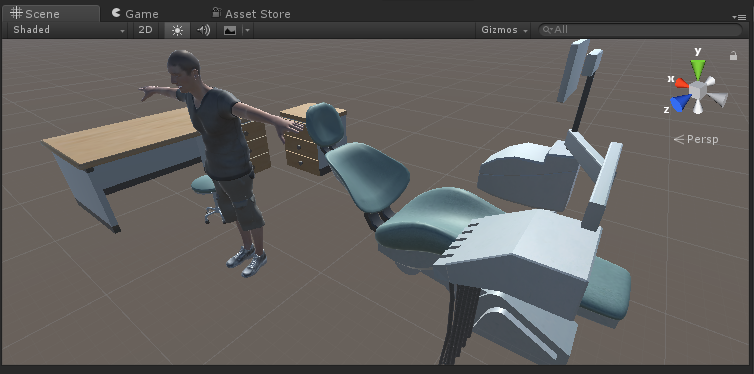 Scene Game Asset Store
Shaded 2D Gizmos All
y
x
z
Persp